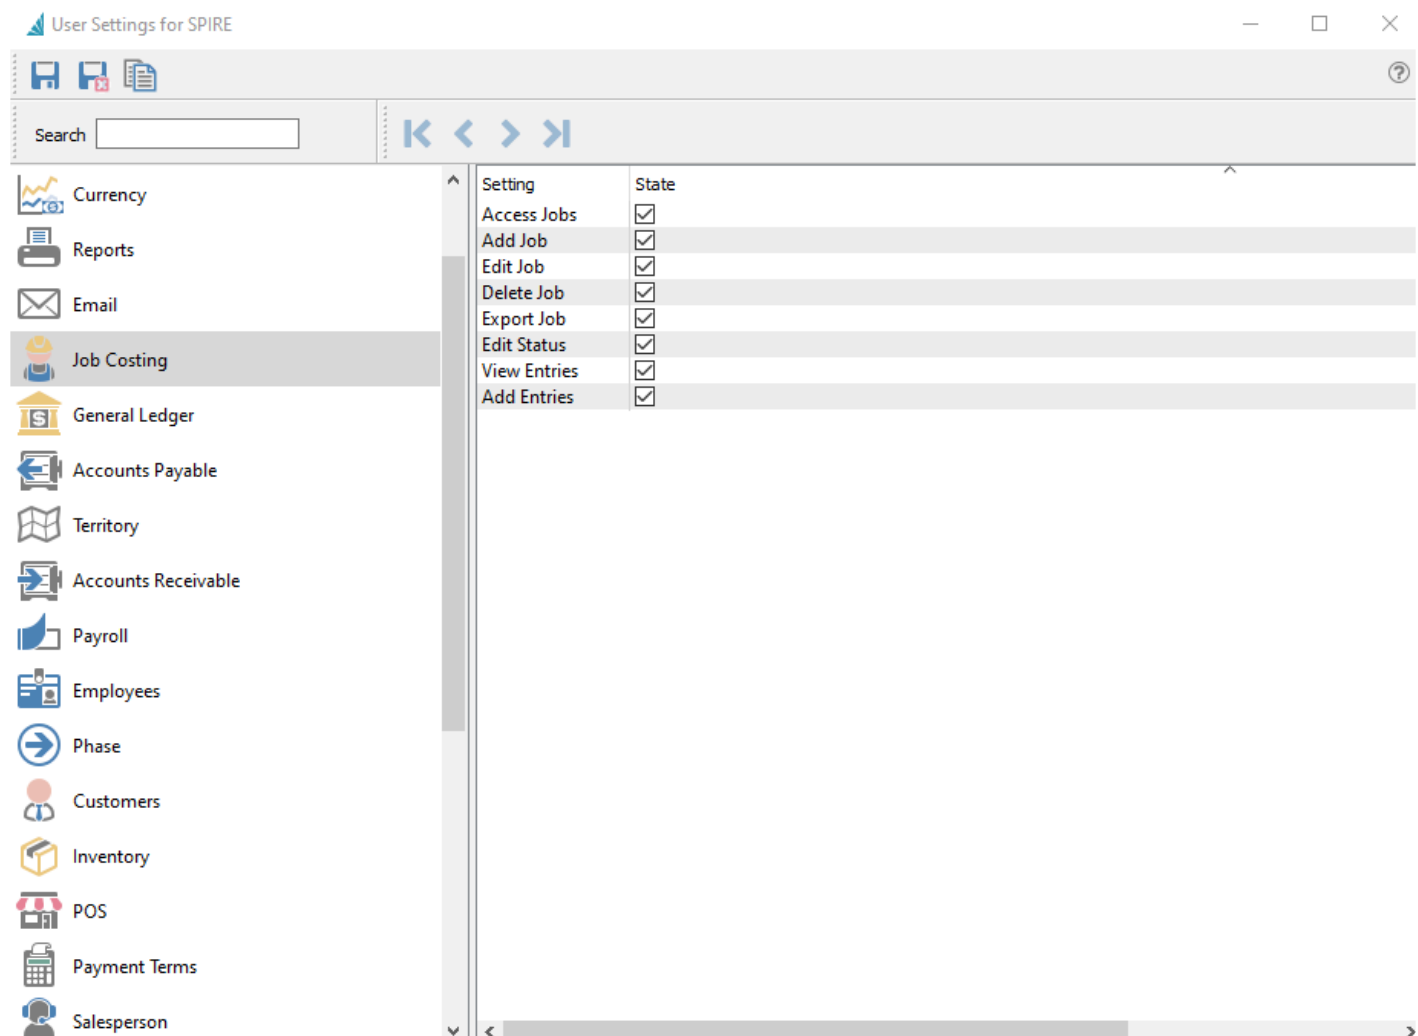 User Settings for SPIRE
Search
Currency
Reports
Email
Job Costing
General Ledger
Accounts Payable
Territory
Accounts Receivable
Payroll
Employees
Phase
Customers
Inventory
POS
Payment Terms
Salesperson
Setting State
Access Jobs
Add Job
Edit Job
Delete Job
Export Job
Edit Status
View Entries
Add Entries